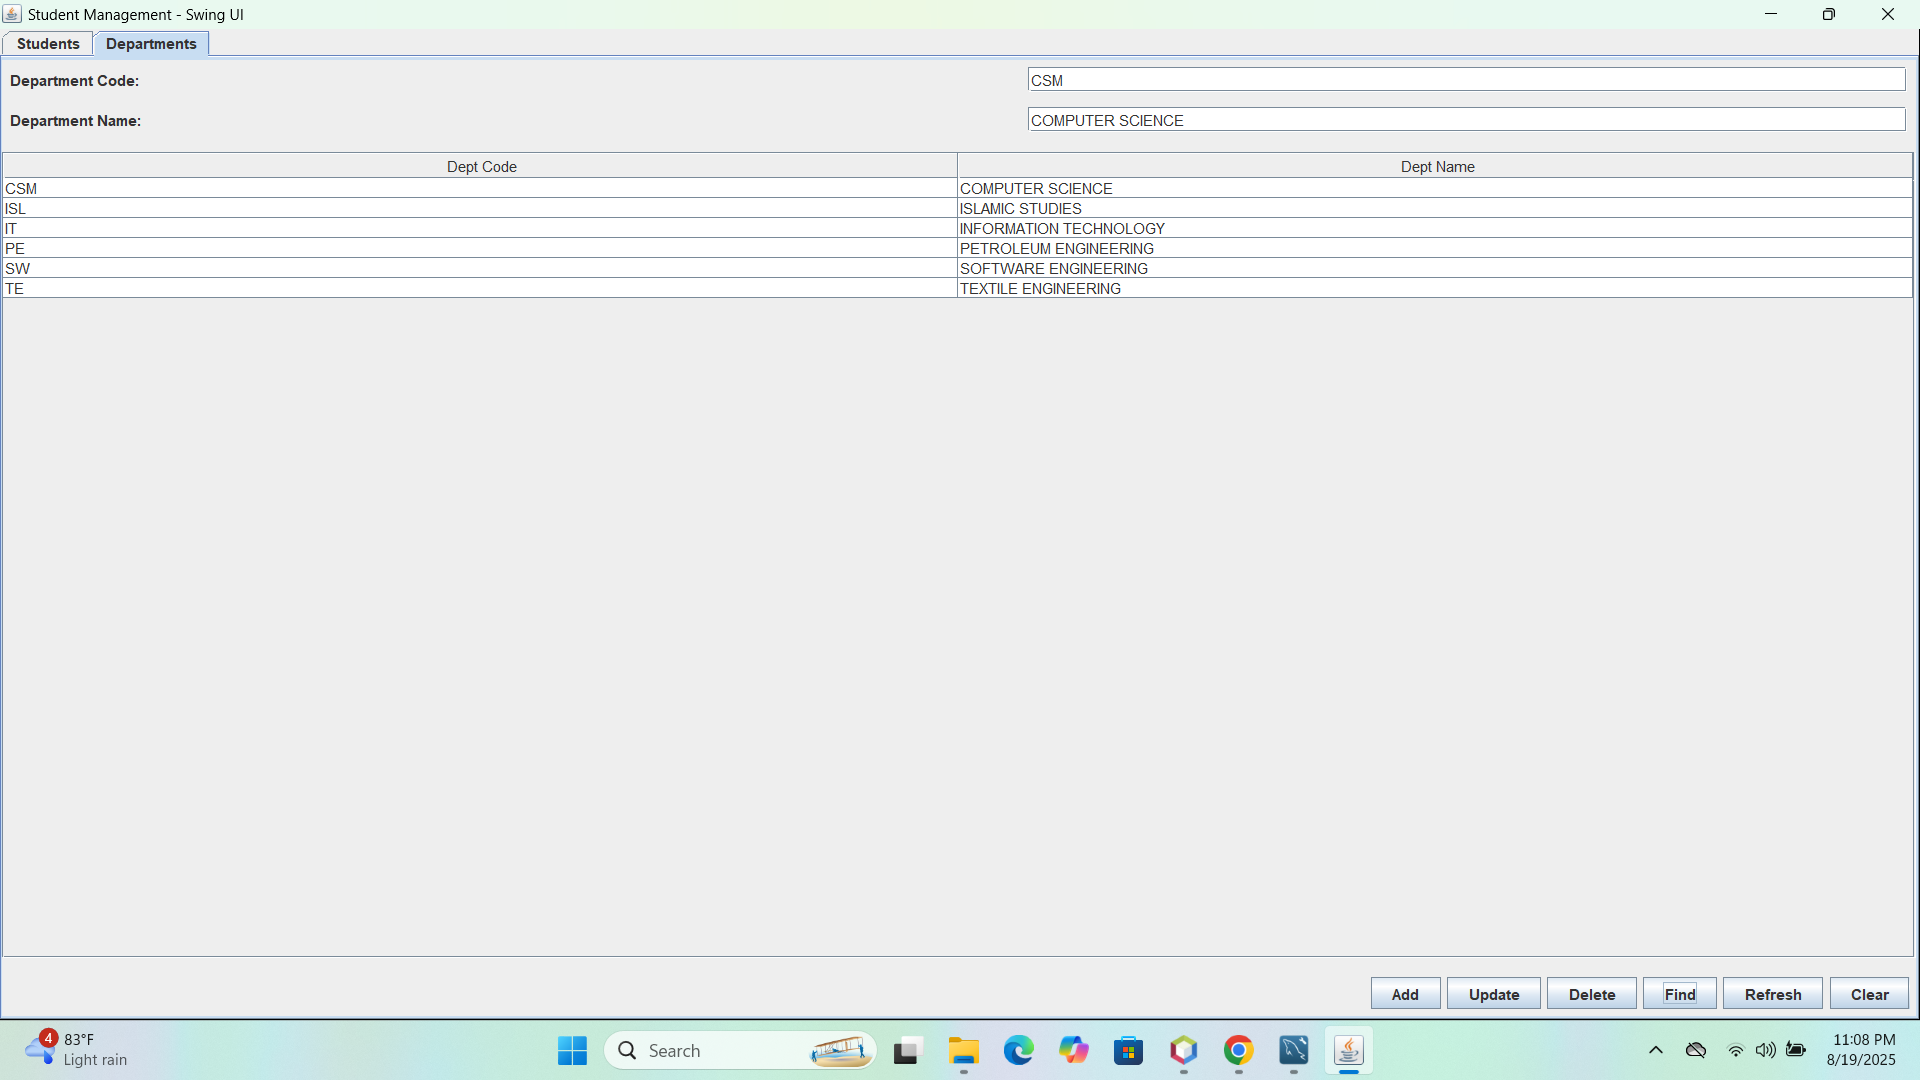 Student Management - Swing UI
Students Departments
Department Code: CSM
Department Name: COMPUTER SCIENCE
Dept Code Dept Name
CSM COMPUTER SCIENCE
ISL ISLAMIC STUDIES
IT INFORMATION TECHNOLOGY
PE PETROLEUM ENGINEERING
SW SOFTWARE ENGINEERING
TE TEXTILE ENGINEERING
Add Update Delete Find Refresh Clear
4 83°F
Light rain
Search
11:08 PM
8/19/2025